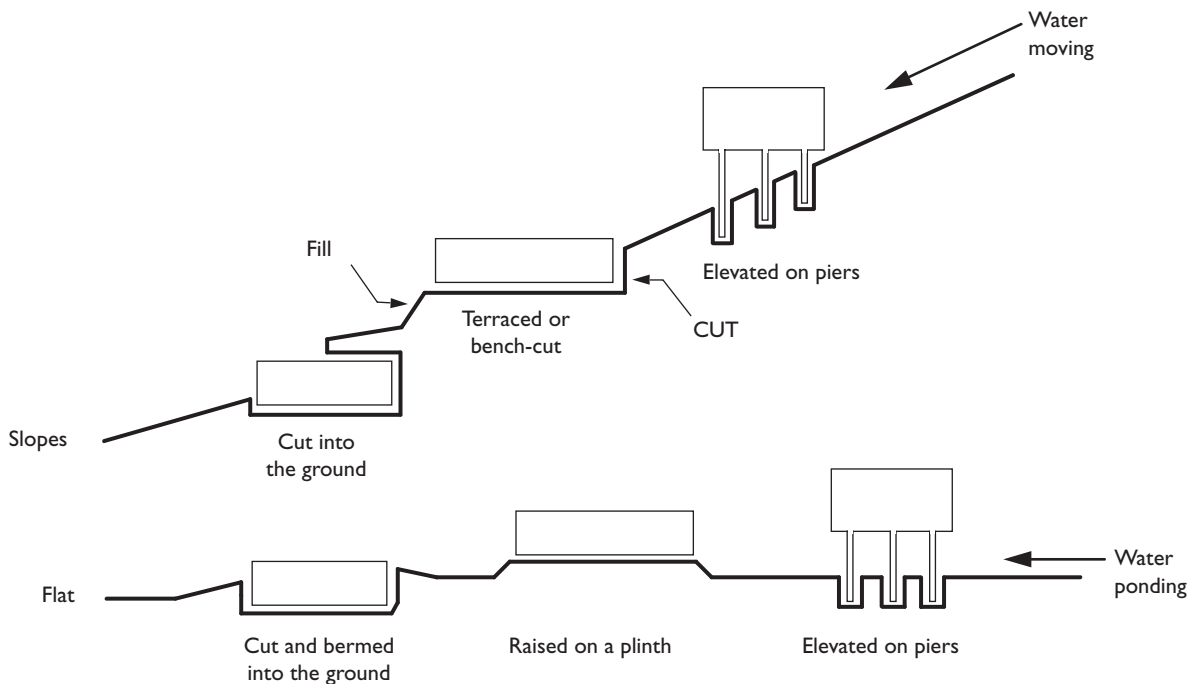 Water
moving
Fill
Elevated on piers
Terraced or
bench-cut
CUT
Slopes
Cut into
the ground
Flat
Water
ponding
Cut and bermed
into the ground
Raised on a plinth
Elevated on piers